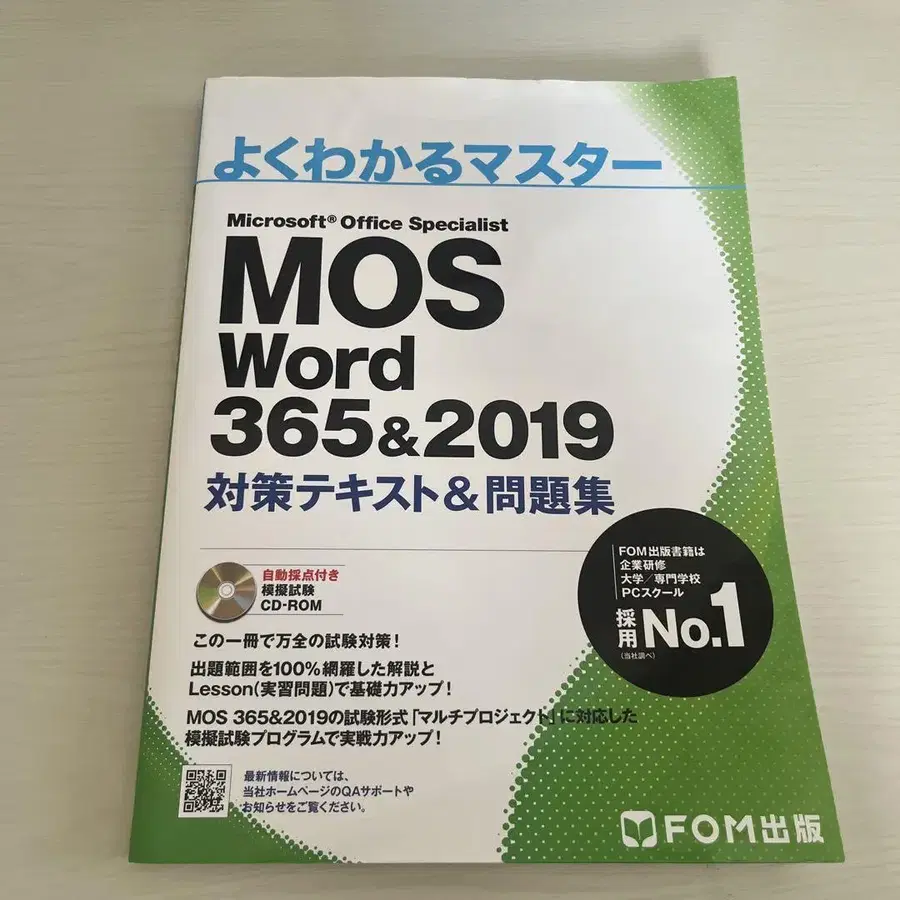 よくわかるマスター
Microsoft® Office Specialist
MOS
Word
365&2019
対策テキスト&問題集
自動採点付き
模擬試験
CD-ROM
FOM出版書籍は
企業研修
大学/専門学校
PCスクール
採用 No.1
(当社調べ)
この一冊で万全の試験対策!
出題範囲を100%網羅した解説と
Lesson(実習問題)で基礎力アップ!
MOS 365&2019の試験形式「マルチプロジェクト」に対応した
模擬試験プログラムで実戦力アップ!
最新情報については、
当社ホームページのQAサポートや
お知らせをご覧ください。
FOM出版